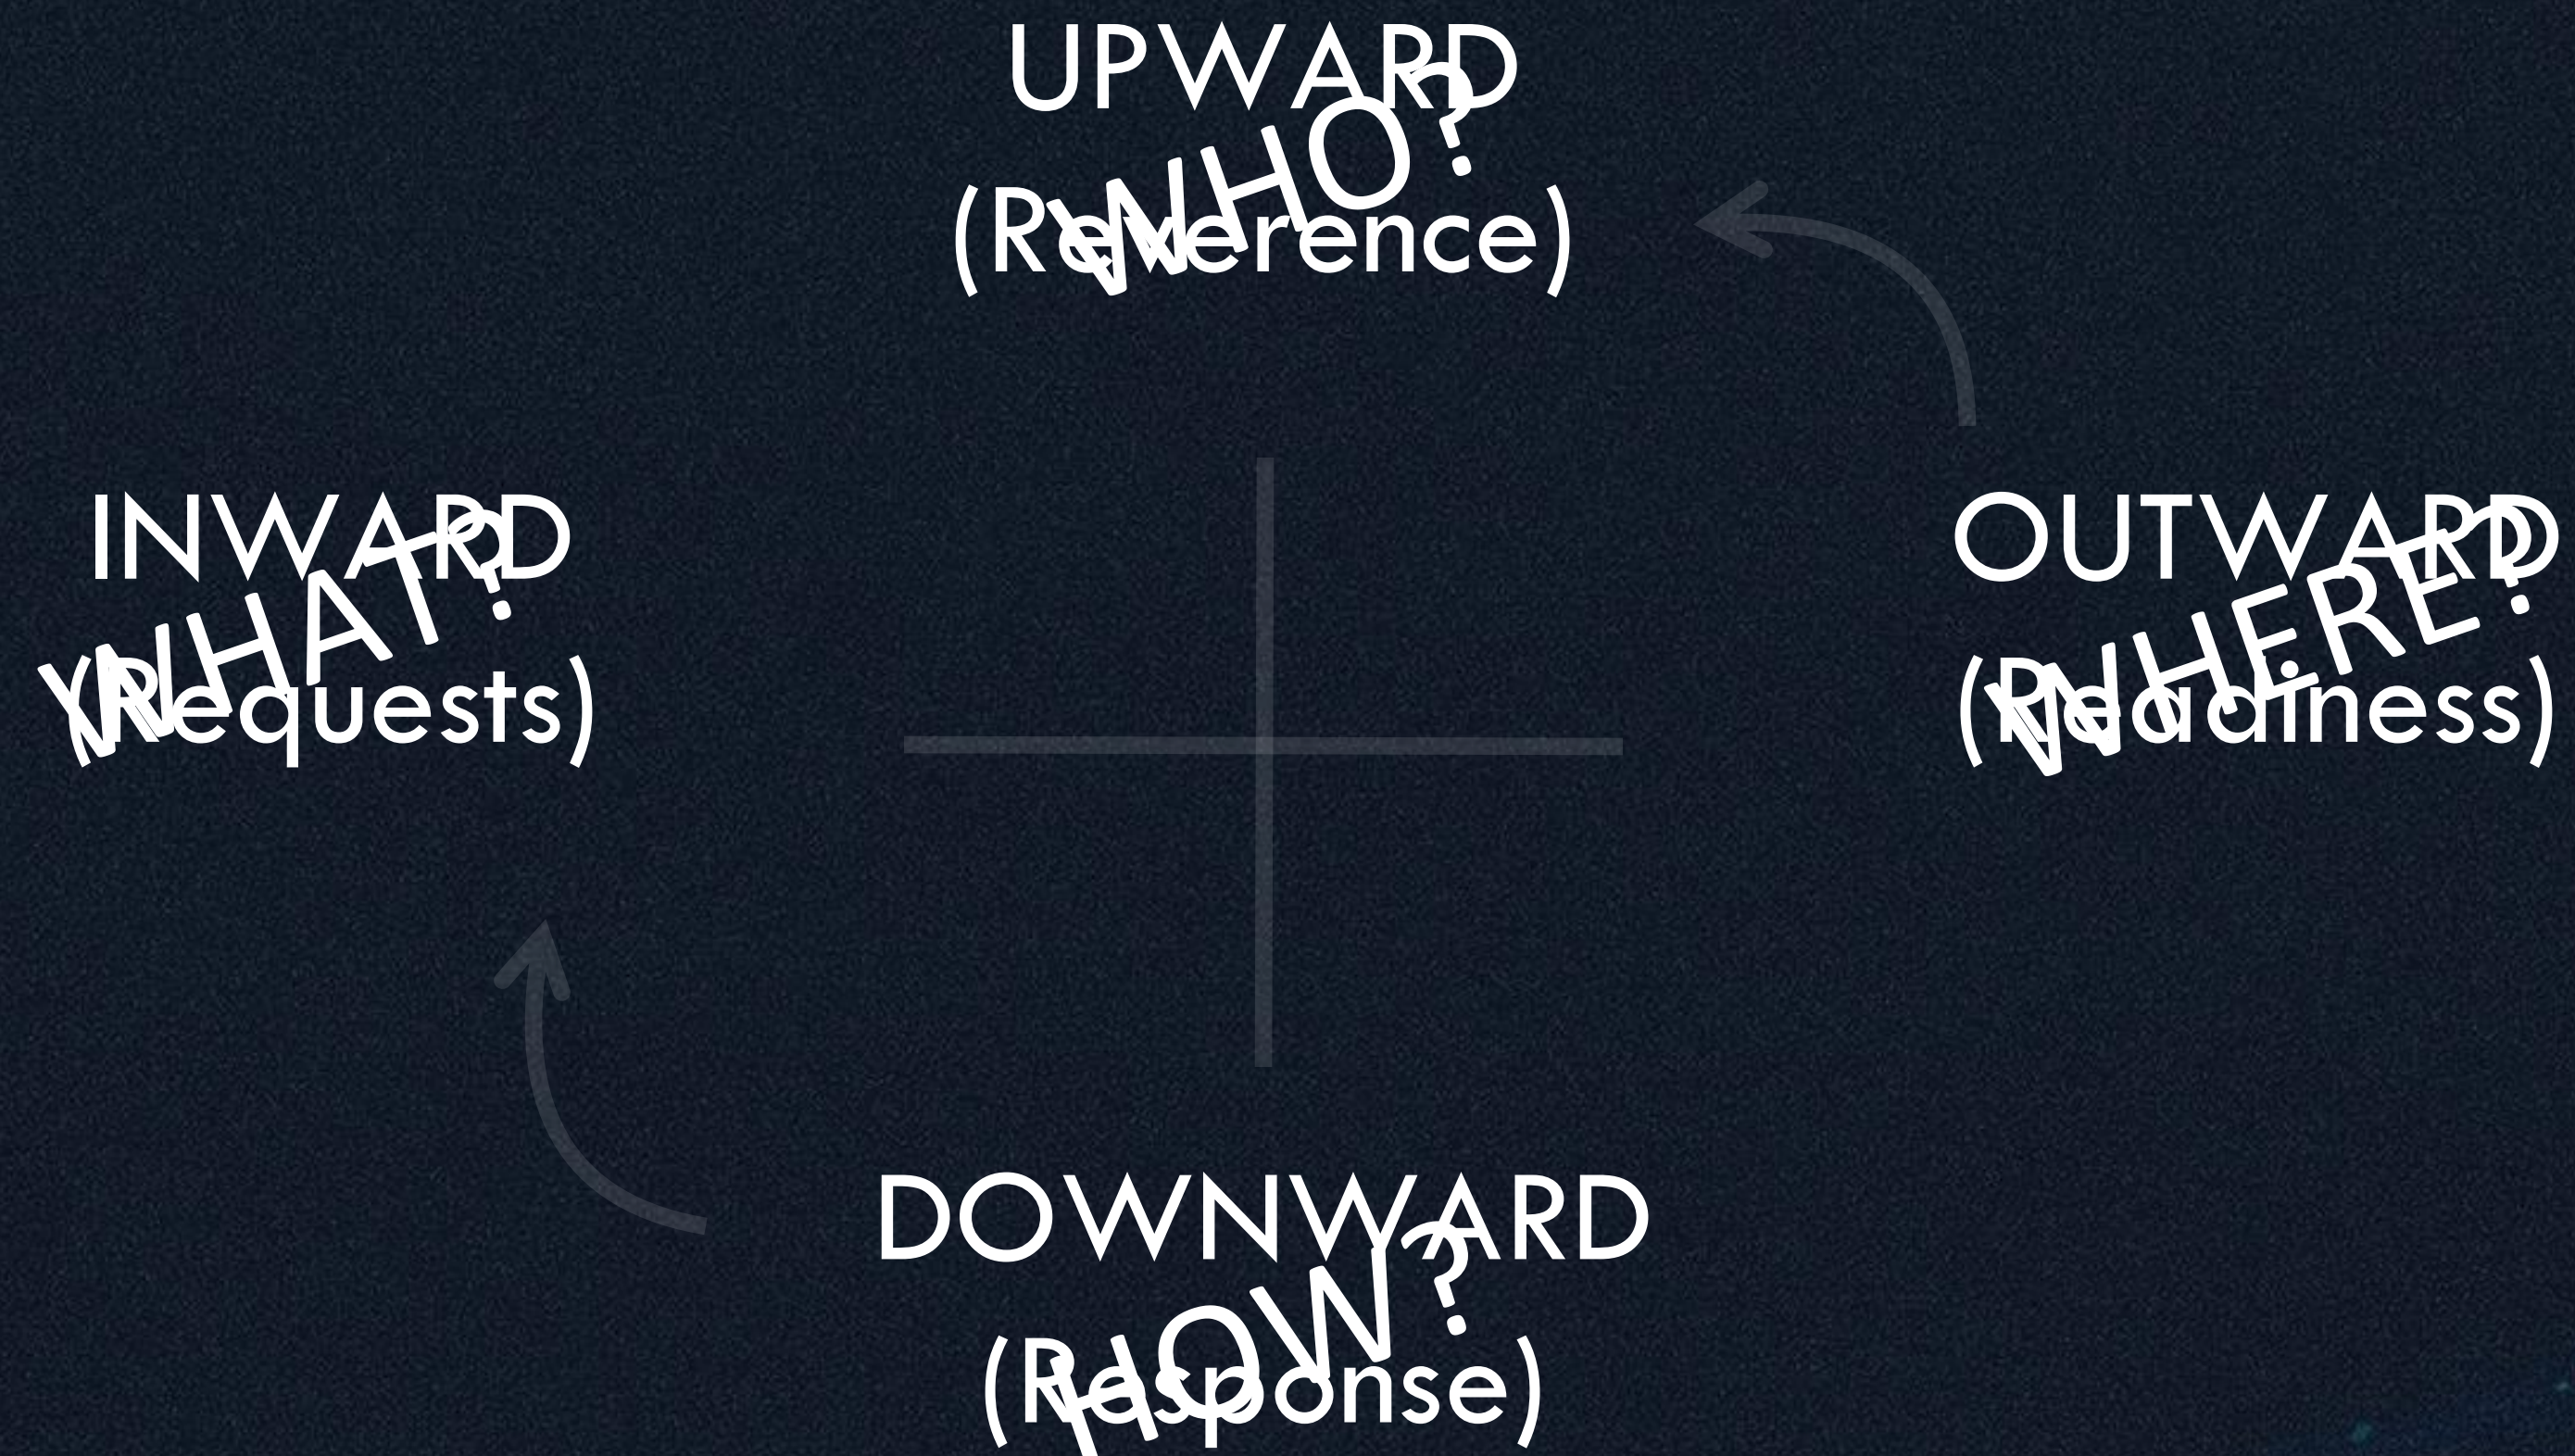 UPWARD
WHO?
(Reverence)
INWARD
WHAT?
(Requests)
OUTWARD
WHERE?
(Readiness)
DOWNWARD
HOW?
(Response)